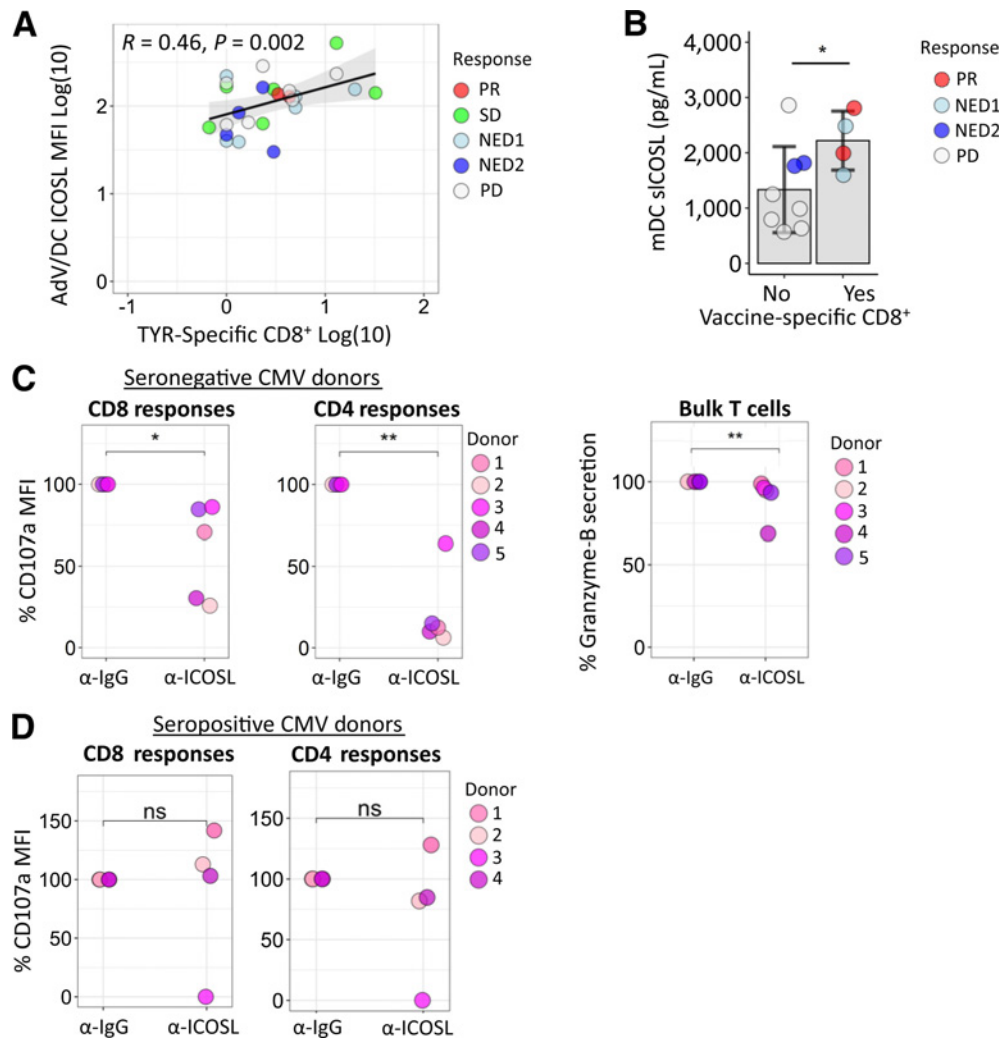 A
R = 0.46, P = 0.002
AdV/DC ICOSL MFI Log(10)
3
2
1
0
-1 0 1 2
TYR-Specific CD8⁺ Log(10)
Response
PR
SD
NED1
NED2
PD
B
mDC sICOSL (pg/mL)
4,000
3,000
2,000
1,000
0
*
No Yes
Vaccine-specific CD8⁺
Response
PR
NED1
NED2
PD
C
Seronegative CMV donors
CD8 responses
% CD107a MFI
100
50
0
*
α-IgG α-ICOSL
CD4 responses
100
50
0
**
α-IgG α-ICOSL
Donor
1
2
3
4
5
Bulk T cells
% Granzyme-B secretion
100
50
0
**
α-IgG α-ICOSL
Donor
1
2
3
4
5
D
Seropositive CMV donors
CD8 responses
% CD107a MFI
150
100
50
0
ns
α-IgG α-ICOSL
CD4 responses
150
100
50
0
ns
α-IgG α-ICOSL
Donor
1
2
3
4